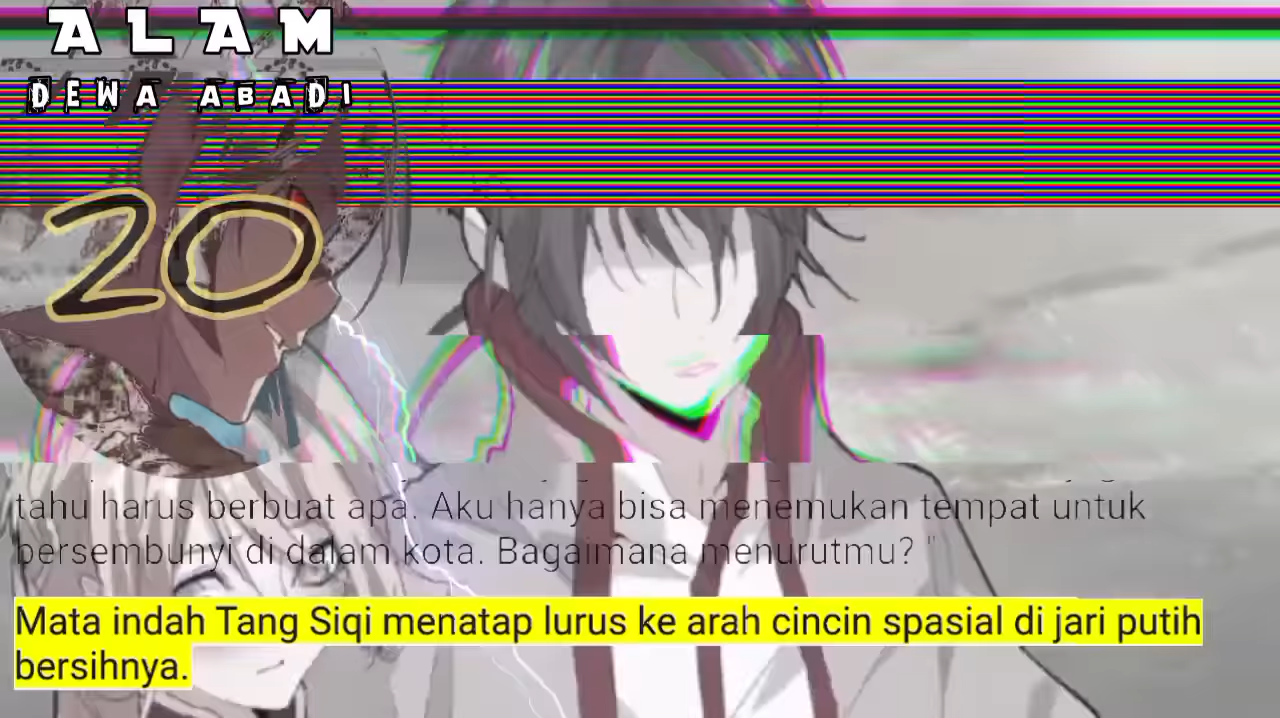 ALAM
DEWA ABADI
20
tahu harus berbuat apa. Aku hanya bisa menemukan tempat untuk
bersembunyi di dalam kota. Bagaimana menurutmu? "
Mata indah Tang Siqi menatap lurus ke arah cincin spasial di jari putih
bersihnya.